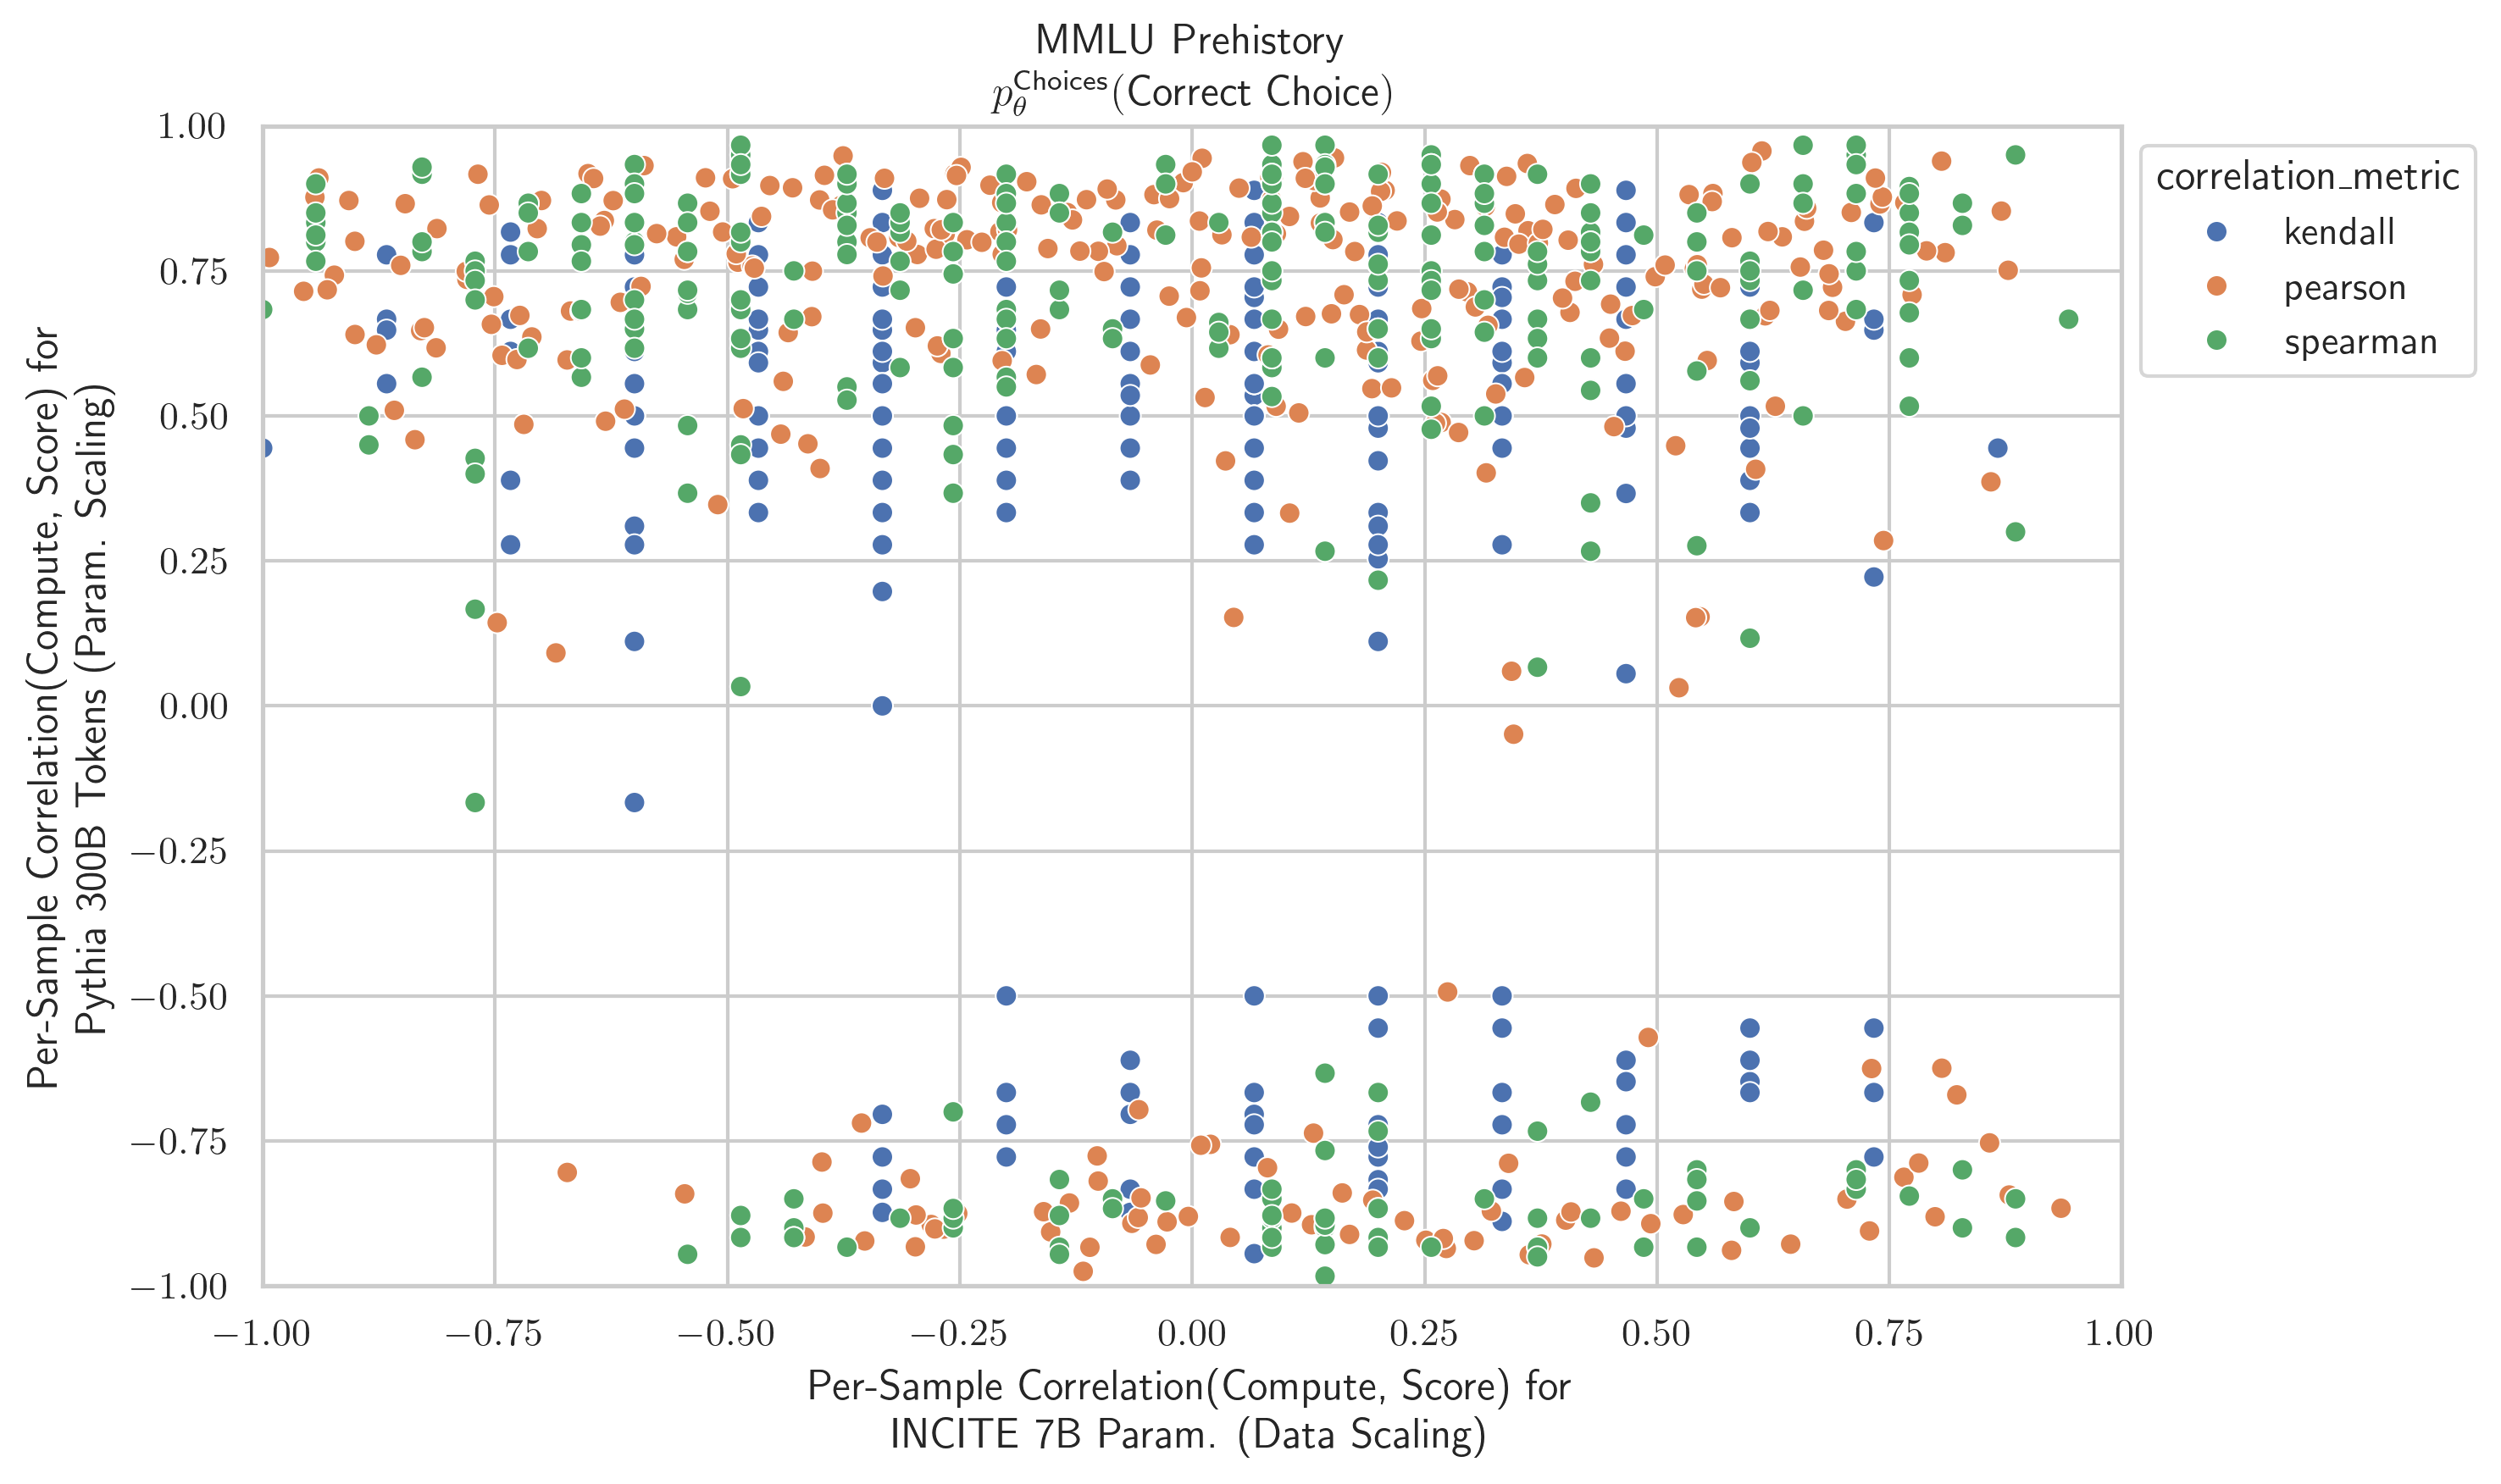 MMLU Prehistory
p_θ^Choices(Correct Choice)
Per-Sample Correlation(Compute, Score) for
Pythia 300B Tokens (Param. Scaling)
1.00
0.75
0.50
0.25
0.00
−0.25
−0.50
−0.75
−1.00
−1.00 −0.75 −0.50 −0.25 0.00 0.25 0.50 0.75 1.00
Per-Sample Correlation(Compute, Score) for
INCITE 7B Param. (Data Scaling)
correlation_metric
kendall
pearson
spearman